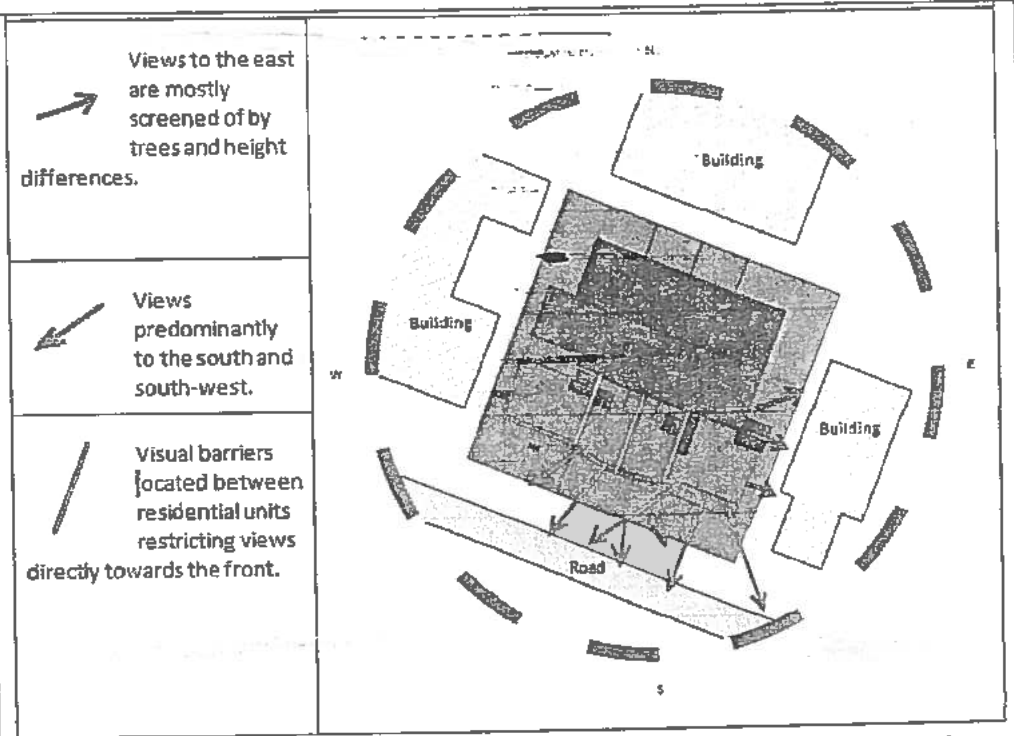 Views to the east
are mostly
screened of by
trees and height
differences.
Views
predominantly
to the south and
south-west.
Visual barriers
located between
residential units
restricting views
directly towards the front.
N
Building
Building
W
E
Building
Road
S